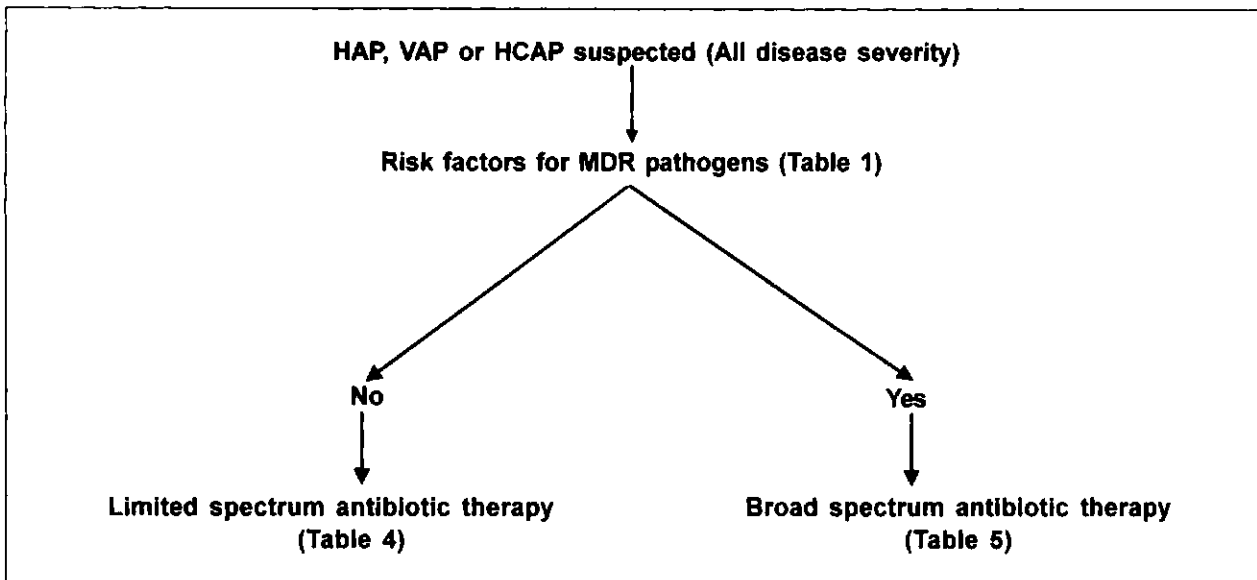 HAP, VAP or HCAP suspected (All disease severity)
Risk factors for MDR pathogens (Table 1)
No
Yes
Limited spectrum antibiotic therapy
(Table 4)
Broad spectrum antibiotic therapy
(Table 5)